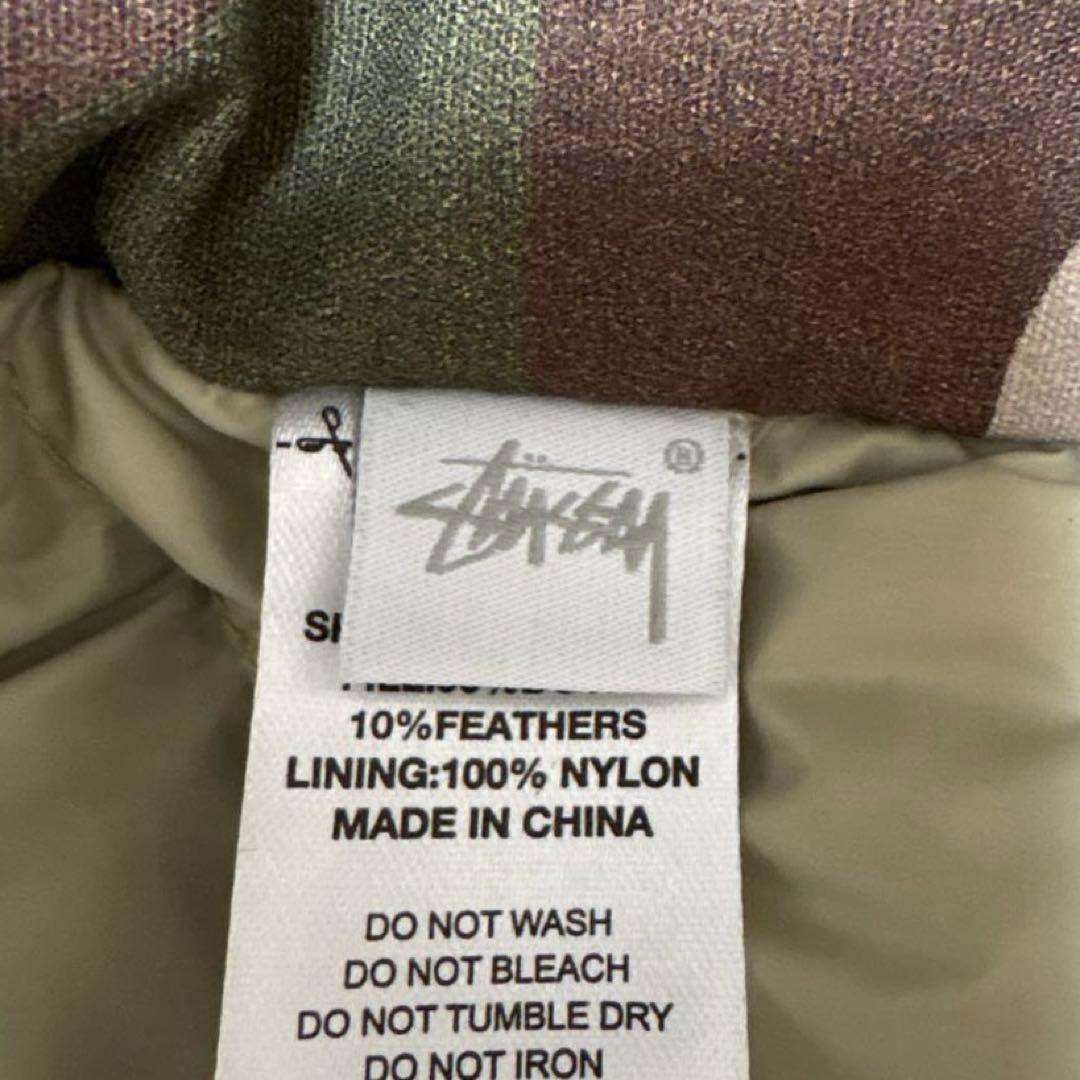 STÜSSY ®
10%FEATHERS
LINING:100% NYLON
MADE IN CHINA
DO NOT WASH
DO NOT BLEACH
DO NOT TUMBLE DRY
DO NOT IRON